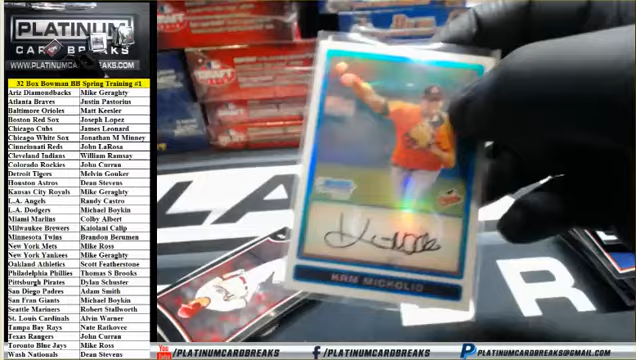 PLATINUM
CARD BREAKS
WWW.PLATINUMCARDBREAKS.COM
32 Box Bowman BB Spring Training #1
Ariz Diamondbacks Mike Geraghty
Atlanta Braves Justin Pastorius
Baltimore Orioles Matt Keesler
Boston Red Sox Joseph Lopez
Chicago Cubs James Leonard
Chicago White Sox Jonathan M Minney
Cincinnati Reds John LaRosa
Cleveland Indians William Ramsay
Colorado Rockies John Curran
Detroit Tigers Melvin Gouker
Houston Astros Dean Stevens
Kansas City Royals Mike Geraghty
L.A. Angels Randy Castro
L.A. Dodgers Michael Boykin
Miami Marlins Colby Albert
Milwaukee Brewers Kaiolani Calip
Minnesota Twins Brandon Berumen
New York Mets Mike Ross
New York Yankees Mike Geraghty
Oakland Athletics Scott Featherstone
Philadelphia Phillies Thomas S Brooks
Pittsburg Pirates Dylan Schuster
San Diego Padres Adam Smith
San Fran Giants Michael Boykin
Seattle Mariners Robert Stallworth
St. Louis Cardinals Alvin Warner
Tampa Bay Rays Nate Ratkovec
Texas Rangers John Curran
Toronto Blue Jays Mike Ross
Wash Nationals Dean Stevens
KAM MICKOLIO
YouTube /PLATINUMCARDBREAKS
f /PLATINUMCARDBREAKS
PLATINUMCARDBREAKS@GMAIL.COM